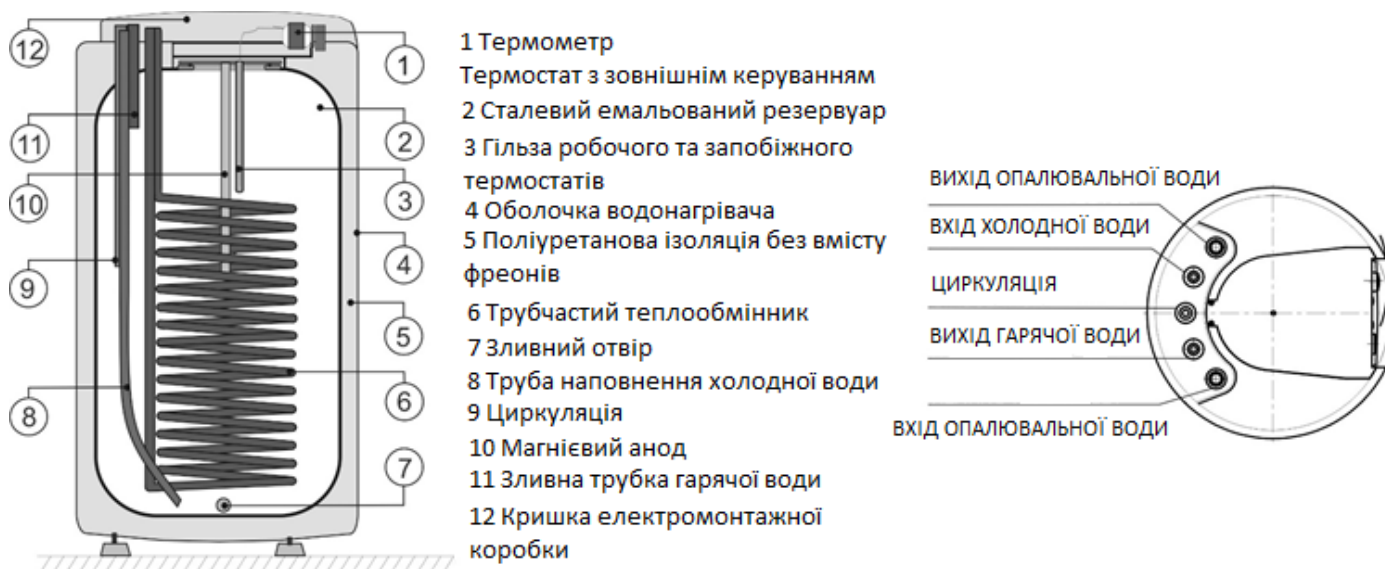 1 Термометр
Термостат з зовнішнім керуванням
2 Сталевий емальований резервуар
3 Гільза робочого та запобіжного
термостатів
4 Оболочка водонагрівача
5 Поліуретанова ізоляція без вмісту
фреонів
6 Трубчастий теплообмінник
7 Зливний отвір
8 Труба наповнення холодної води
9 Циркуляція
10 Магнієвий анод
11 Зливна трубка гарячої води
12 Кришка електромонтажної
коробки
12
11
10
9
8
1
2
3
4
5
6
7
ВИХІД ОПАЛЮВАЛЬНОЇ ВОДИ
ВХІД ХОЛОДНОЇ ВОДИ
ЦИРКУЛЯЦІЯ
ВИХІД ГАРЯЧОЇ ВОДИ
ВХІД ОПАЛЮВАЛЬНОЇ ВОДИ